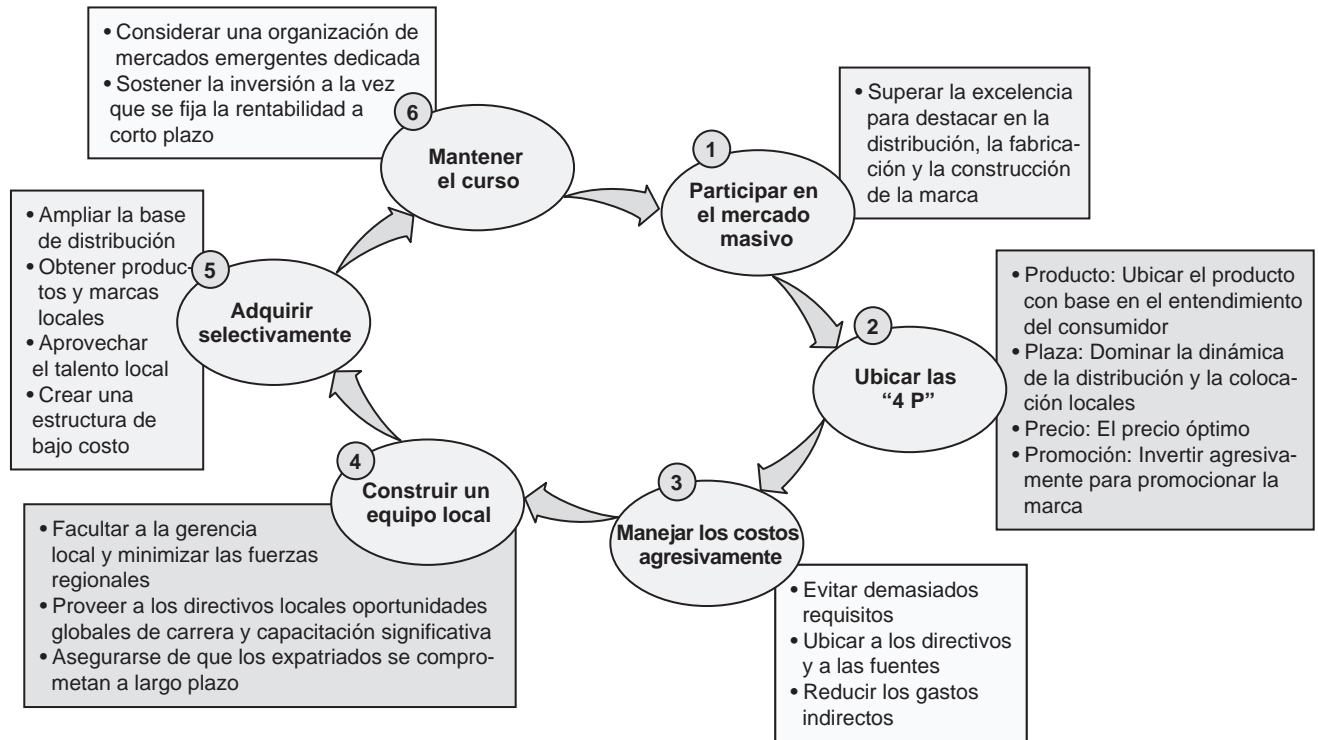 6
Mantener
el curso
• Considerar una organización de
mercados emergentes dedicada
• Sostener la inversión a la vez
que se fija la rentabilidad a
corto plazo
1
Participar en
el mercado
masivo
• Superar la excelencia
para destacar en la
distribución, la fabrica-
ción y la construcción
de la marca
2
Ubicar las
“4 P”
• Producto: Ubicar el producto
con base en el entendimiento
del consumidor
• Plaza: Dominar la dinámica
de la distribución y la coloca-
ción locales
• Precio: El precio óptimo
• Promoción: Invertir agresiva-
mente para promocionar la
marca
3
Manejar los costos
agresivamente
• Evitar demasiados
requisitos
• Ubicar a los directivos
y a las fuentes
• Reducir los gastos
indirectos
4
Construir un
equipo local
• Facultar a la gerencia
local y minimizar las fuerzas
regionales
• Proveer a los directivos locales oportunidades
globales de carrera y capacitación significativa
• Asegurarse de que los expatriados se compro-
metan a largo plazo
5
Adquirir
selectivamente
• Ampliar la base
de distribución
• Obtener produc-
tos y marcas
locales
• Aprovechar
el talento local
• Crear una
estructura de
bajo costo